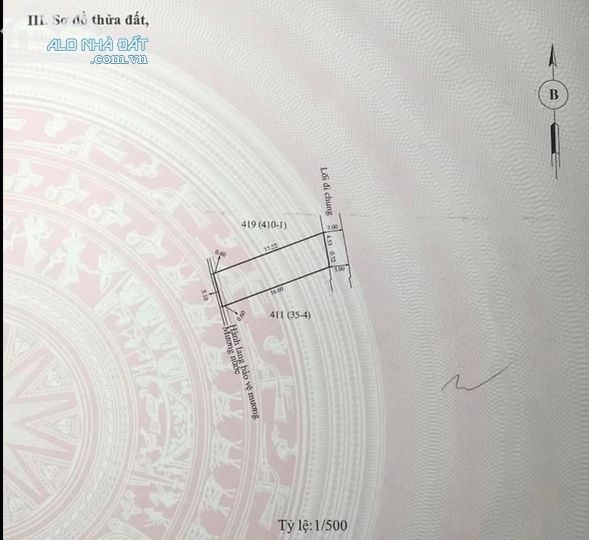 III. Sơ đồ thửa đất,
ALO NHÀ ĐẤT
.com.vn
B
Lối đi chung
419 (410-1)
3.00
17.22
0.60
4.55
0.72
3.00
5.10
16.69
0.60
411 (35-4)
Hành lang bảo vệ mương
Mương nước
Tỷ lệ:1/500